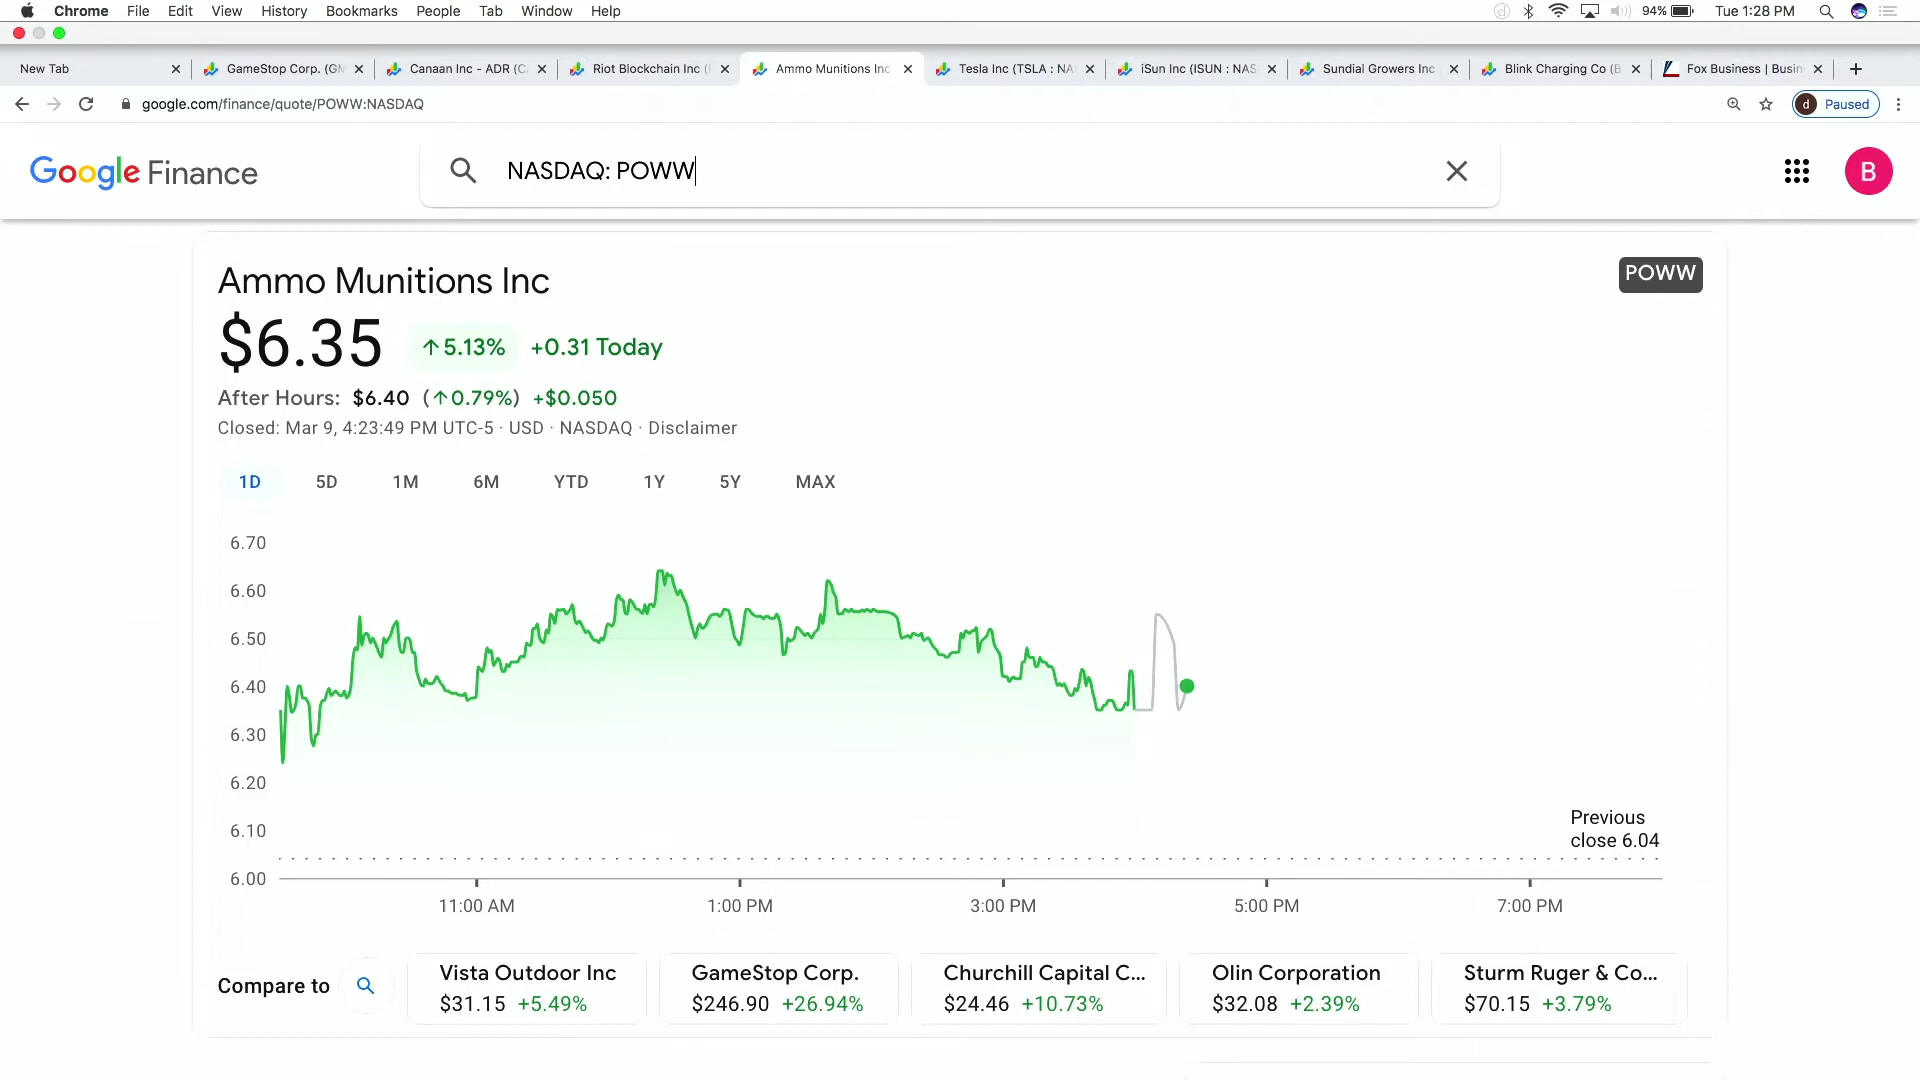 Chrome File Edit View History Bookmarks People Tab Window Help 94% Tue 1:28 PM
New Tab GameStop Corp. (GM Canaan Inc - ADR (C Riot Blockchain Inc ( Ammo Munitions Inc Tesla Inc (TSLA : NA iSun Inc (ISUN : NAS Sundial Growers Inc Blink Charging Co (B Fox Business | Busin
google.com/finance/quote/POWW:NASDAQ d Paused
Google Finance NASDAQ: POWW B
Ammo Munitions Inc POWW
$6.35 ↑5.13% +0.31 Today
After Hours: $6.40 (↑0.79%) +$0.050
Closed: Mar 9, 4:23:49 PM UTC-5 · USD · NASDAQ · Disclaimer
1D 5D 1M 6M YTD 1Y 5Y MAX
6.70
6.60
6.50
6.40
6.30
6.20
6.10
6.00
Previous
close 6.04
11:00 AM 1:00 PM 3:00 PM 5:00 PM 7:00 PM
Compare to
Vista Outdoor Inc
$31.15 +5.49%
GameStop Corp.
$246.90 +26.94%
Churchill Capital C...
$24.46 +10.73%
Olin Corporation
$32.08 +2.39%
Sturm Ruger & Co...
$70.15 +3.79%